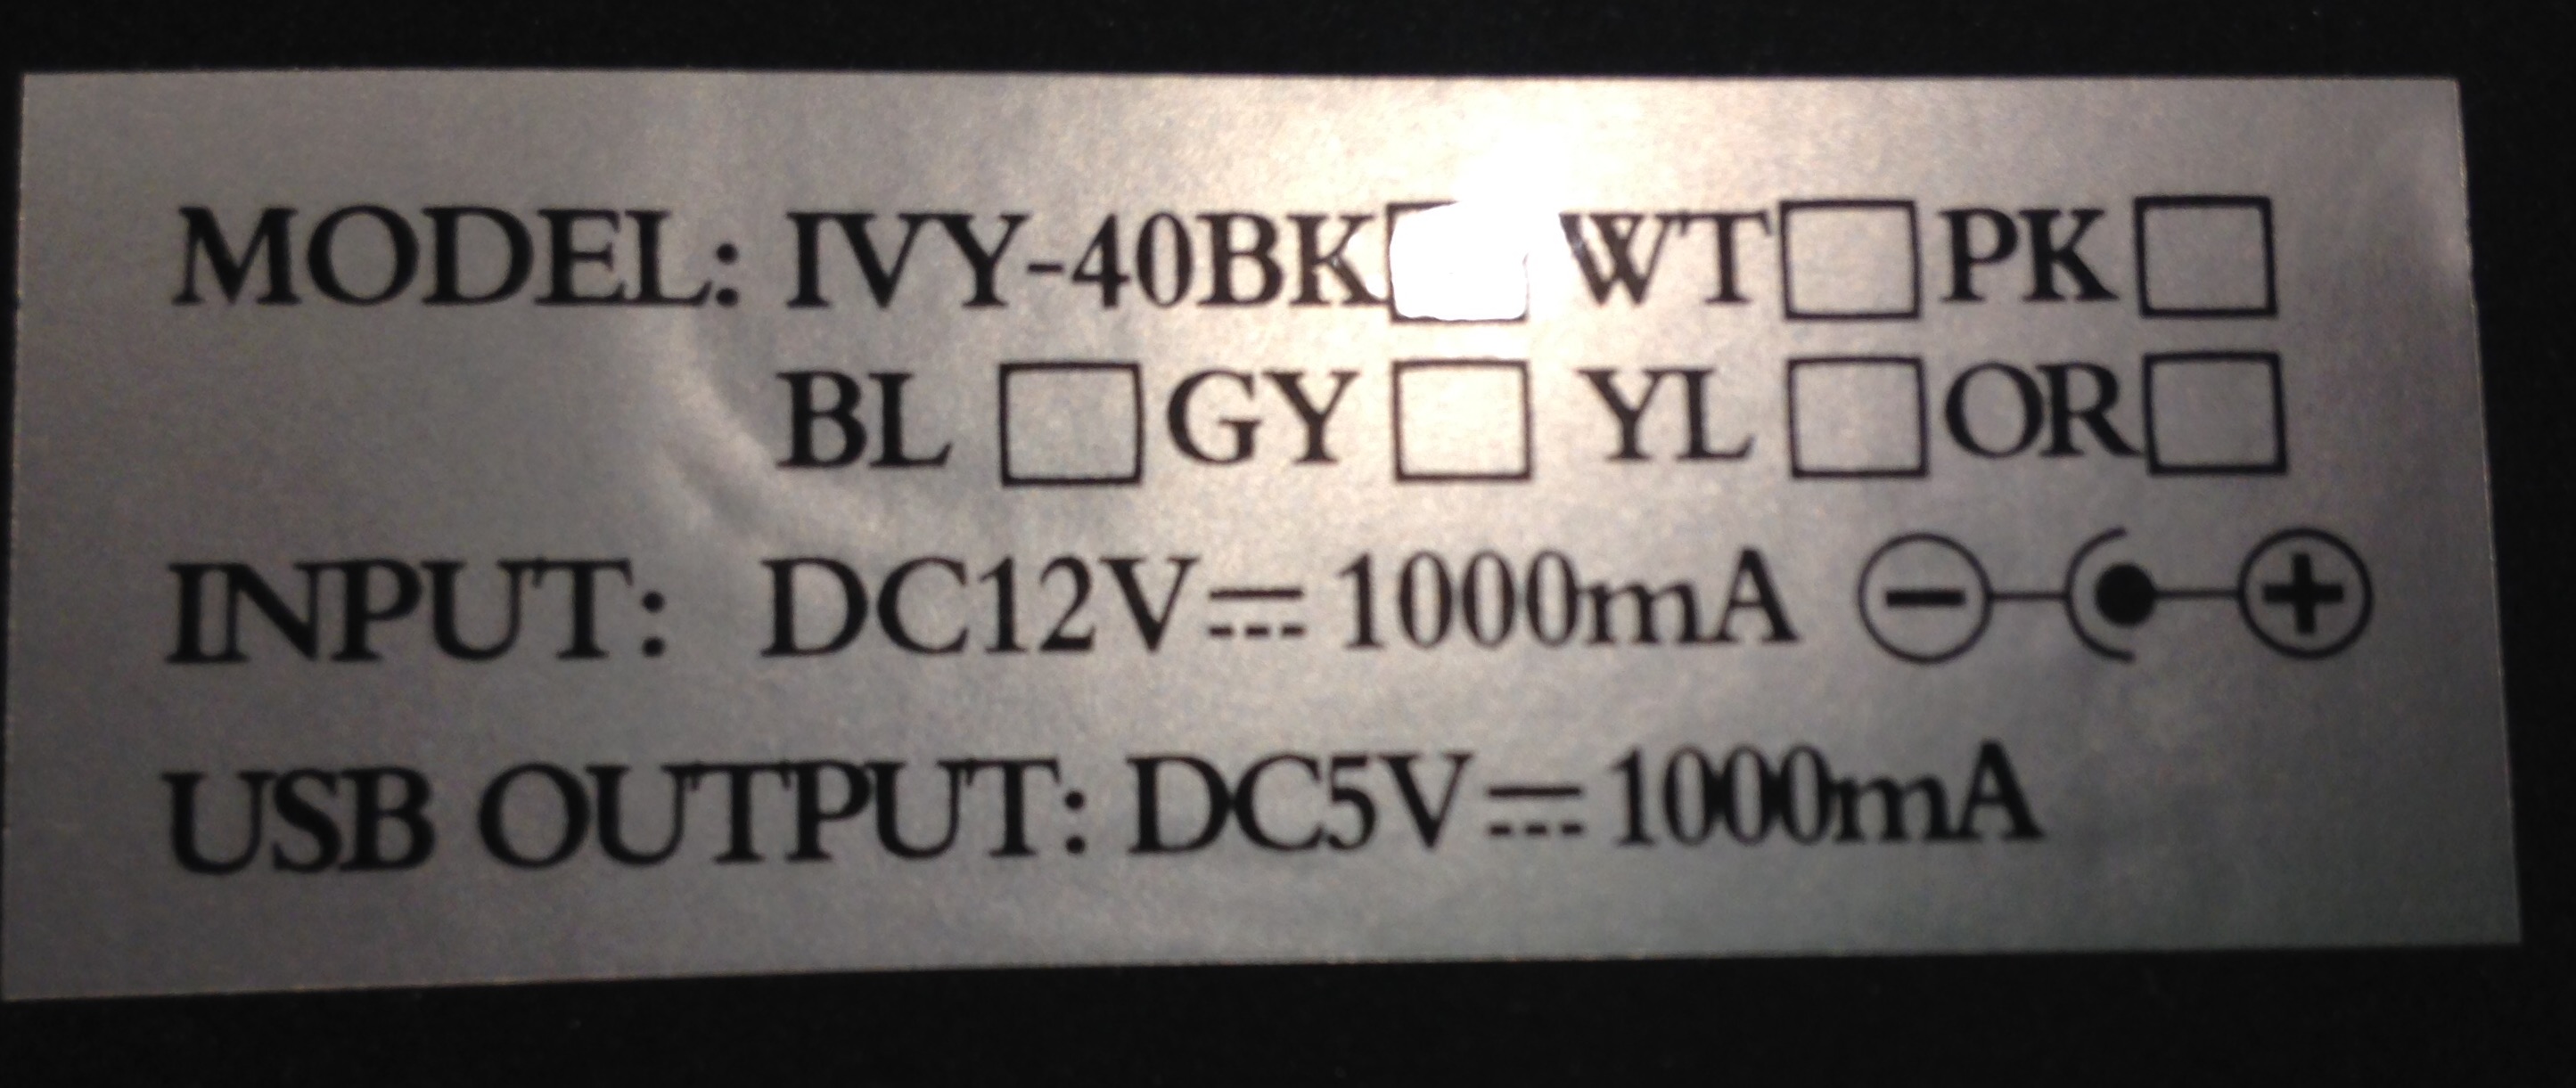 MODEL: IVY-40BK☐ WT☐ PK☐
BL ☐ GY ☐ YL ☐ OR☐
INPUT: DC12V⎓1000mA
USB OUTPUT: DC5V⎓1000mA